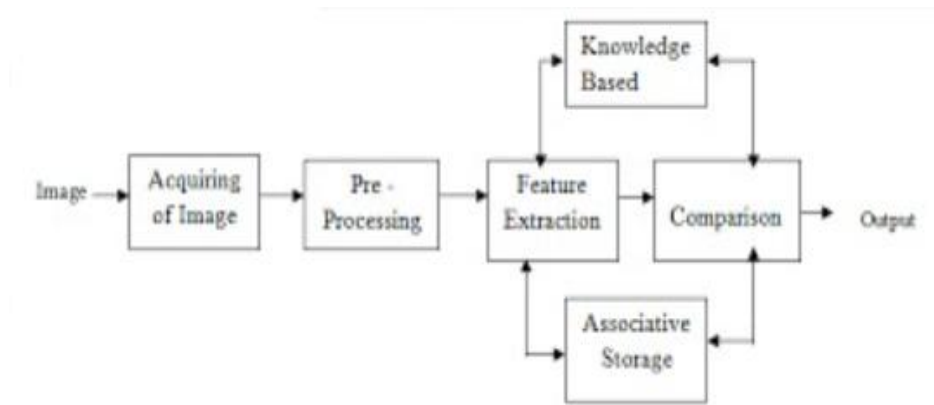 Knowledge
Based
Image
Acquiring
of Image
Pre -
Processing
Feature
Extraction
Comparison
Output
Associative
Storage